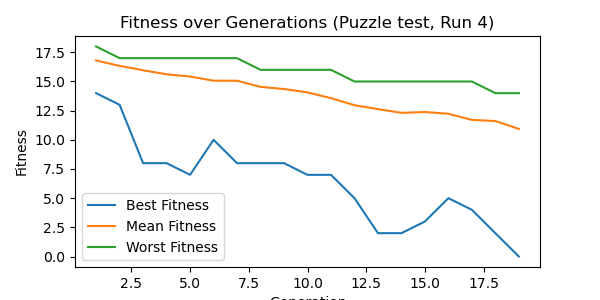 Fitness over Generations (Puzzle test, Run 4)
Fitness
17.5
15.0
12.5
10.0
7.5
5.0
2.5
0.0
Best Fitness
Mean Fitness
Worst Fitness
2.5 5.0 7.5 10.0 12.5 15.0 17.5
Generation